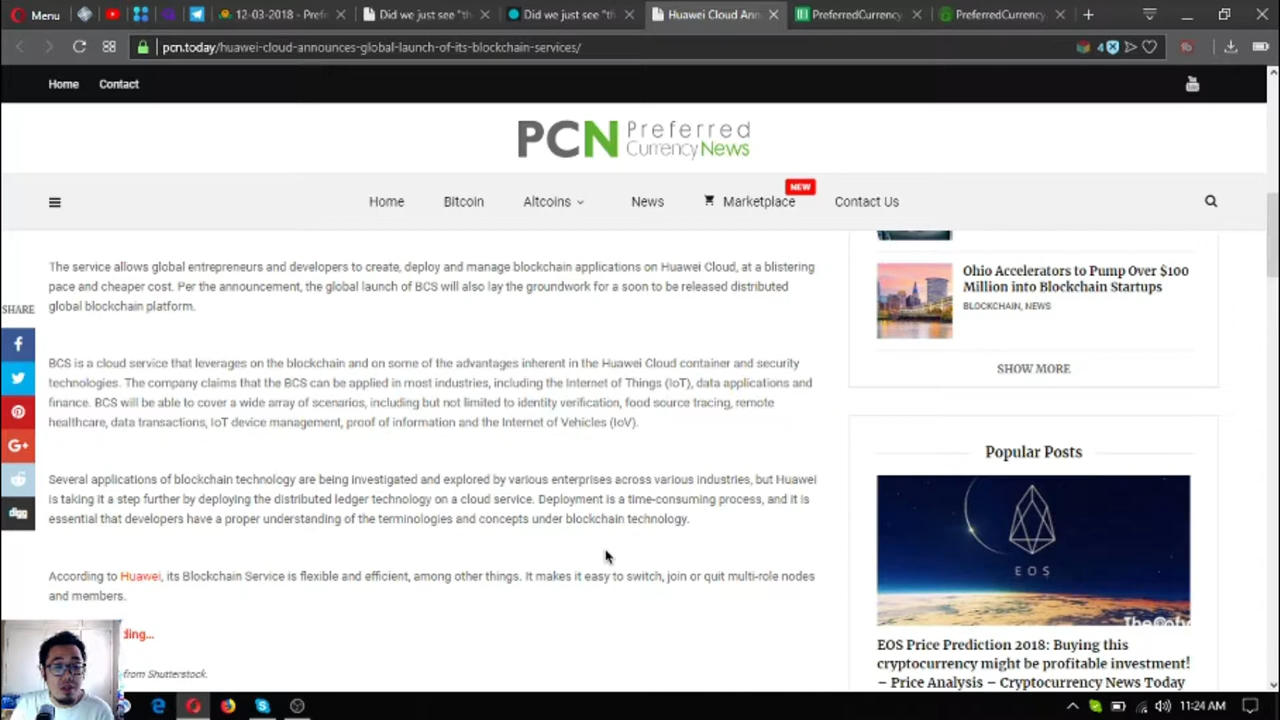 Menu
12-03-2018 - Pref
Did we just see "th
Did we just see "th
Huawei Cloud Ann
PreferredCurrency
PreferredCurrency
pcn.today/huawei-cloud-announces-global-launch-of-its-blockchain-services/
4
Home Contact
PCN Preferred
CurrencyNews
NEW
Home Bitcoin Altcoins News Marketplace Contact Us
The service allows global entrepreneurs and developers to create, deploy and manage blockchain applications on Huawei Cloud, at a blistering
pace and cheaper cost. Per the announcement, the global launch of BCS will also lay the groundwork for a soon to be released distributed
global blockchain platform.
SHARE
BCS is a cloud service that leverages on the blockchain and on some of the advantages inherent in the Huawei Cloud container and security
technologies. The company claims that the BCS can be applied in most industries, including the Internet of Things (IoT), data applications and
finance. BCS will be able to cover a wide array of scenarios, including but not limited to identity verification, food source tracing, remote
healthcare, data transactions, IoT device management, proof of information and the Internet of Vehicles (IoV).
Several applications of blockchain technology are being investigated and explored by various enterprises across various industries, but Huawei
is taking it a step further by deploying the distributed ledger technology on a cloud service. Deployment is a time-consuming process, and it is
essential that developers have a proper understanding of the terminologies and concepts under blockchain technology.
According to Huawei, its Blockchain Service is flexible and efficient, among other things. It makes it easy to switch, join or quit multi-role nodes
and members.
ding...
from Shutterstock.
Ohio Accelerators to Pump Over $100
Million into Blockchain Startups
BLOCKCHAIN, NEWS
SHOW MORE
Popular Posts
EOS
EOS Price Prediction 2018: Buying this
cryptocurrency might be profitable investment!
– Price Analysis – Cryptocurrency News Today
11:24 AM